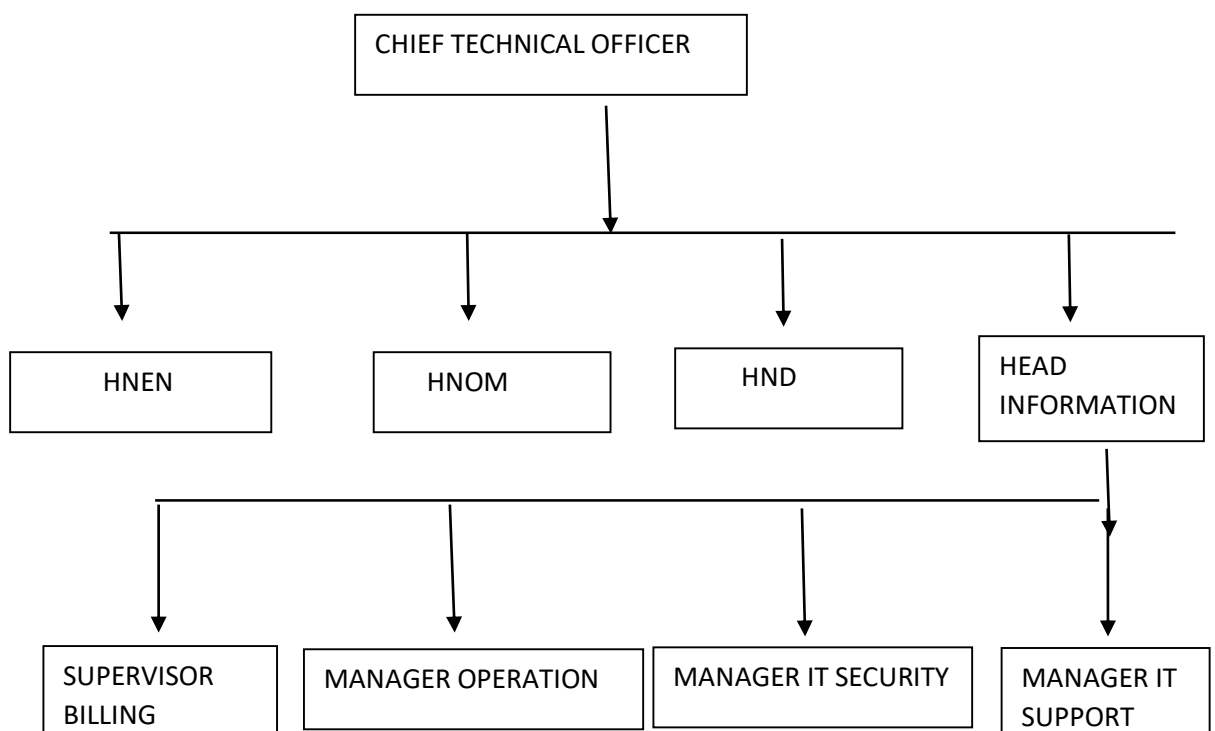 CHIEF TECHNICAL OFFICER
HNEN
HNOM
HND
HEAD
INFORMATION
SUPERVISOR
BILLING
MANAGER OPERATION
MANAGER IT SECURITY
MANAGER IT
SUPPORT